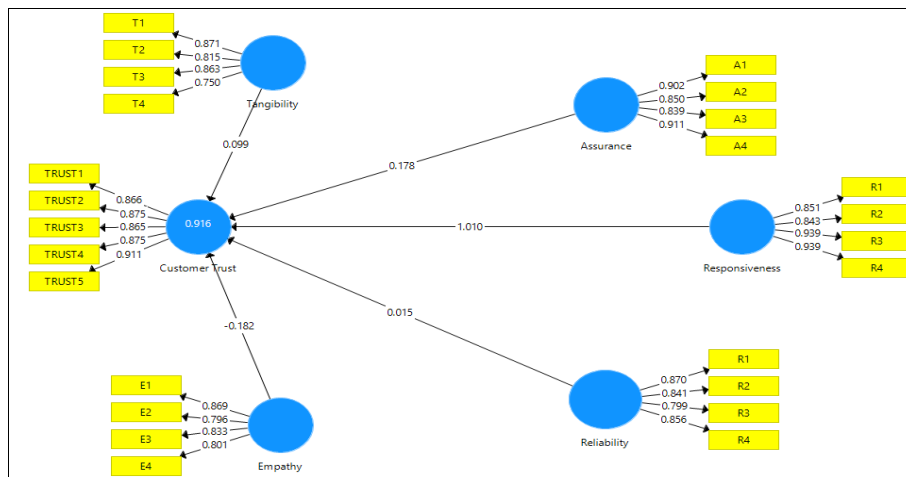 T1
T2
T3
T4
0.871
0.815
0.863
0.750
Tangibility
0.099
A1
A2
A3
A4
0.902
0.850
0.839
0.911
Assurance
0.178
TRUST1
TRUST2
TRUST3
TRUST4
TRUST5
0.866
0.875
0.865
0.875
0.911
0.916
Customer Trust
1.010
R1
R2
R3
R4
0.851
0.843
0.939
0.939
Responsiveness
-0.182
0.015
E1
E2
E3
E4
0.869
0.796
0.833
0.801
Empathy
R1
R2
R3
R4
0.870
0.841
0.799
0.856
Reliability